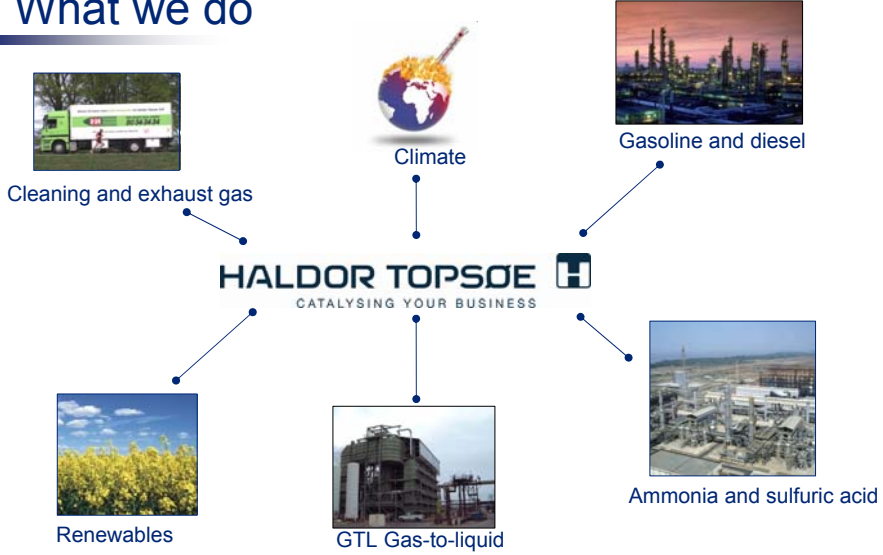 What we do
Climate
Gasoline and diesel
Cleaning and exhaust gas
HALDOR TOPSØE H
CATALYSING YOUR BUSINESS
Renewables
GTL Gas-to-liquid
Ammonia and sulfuric acid